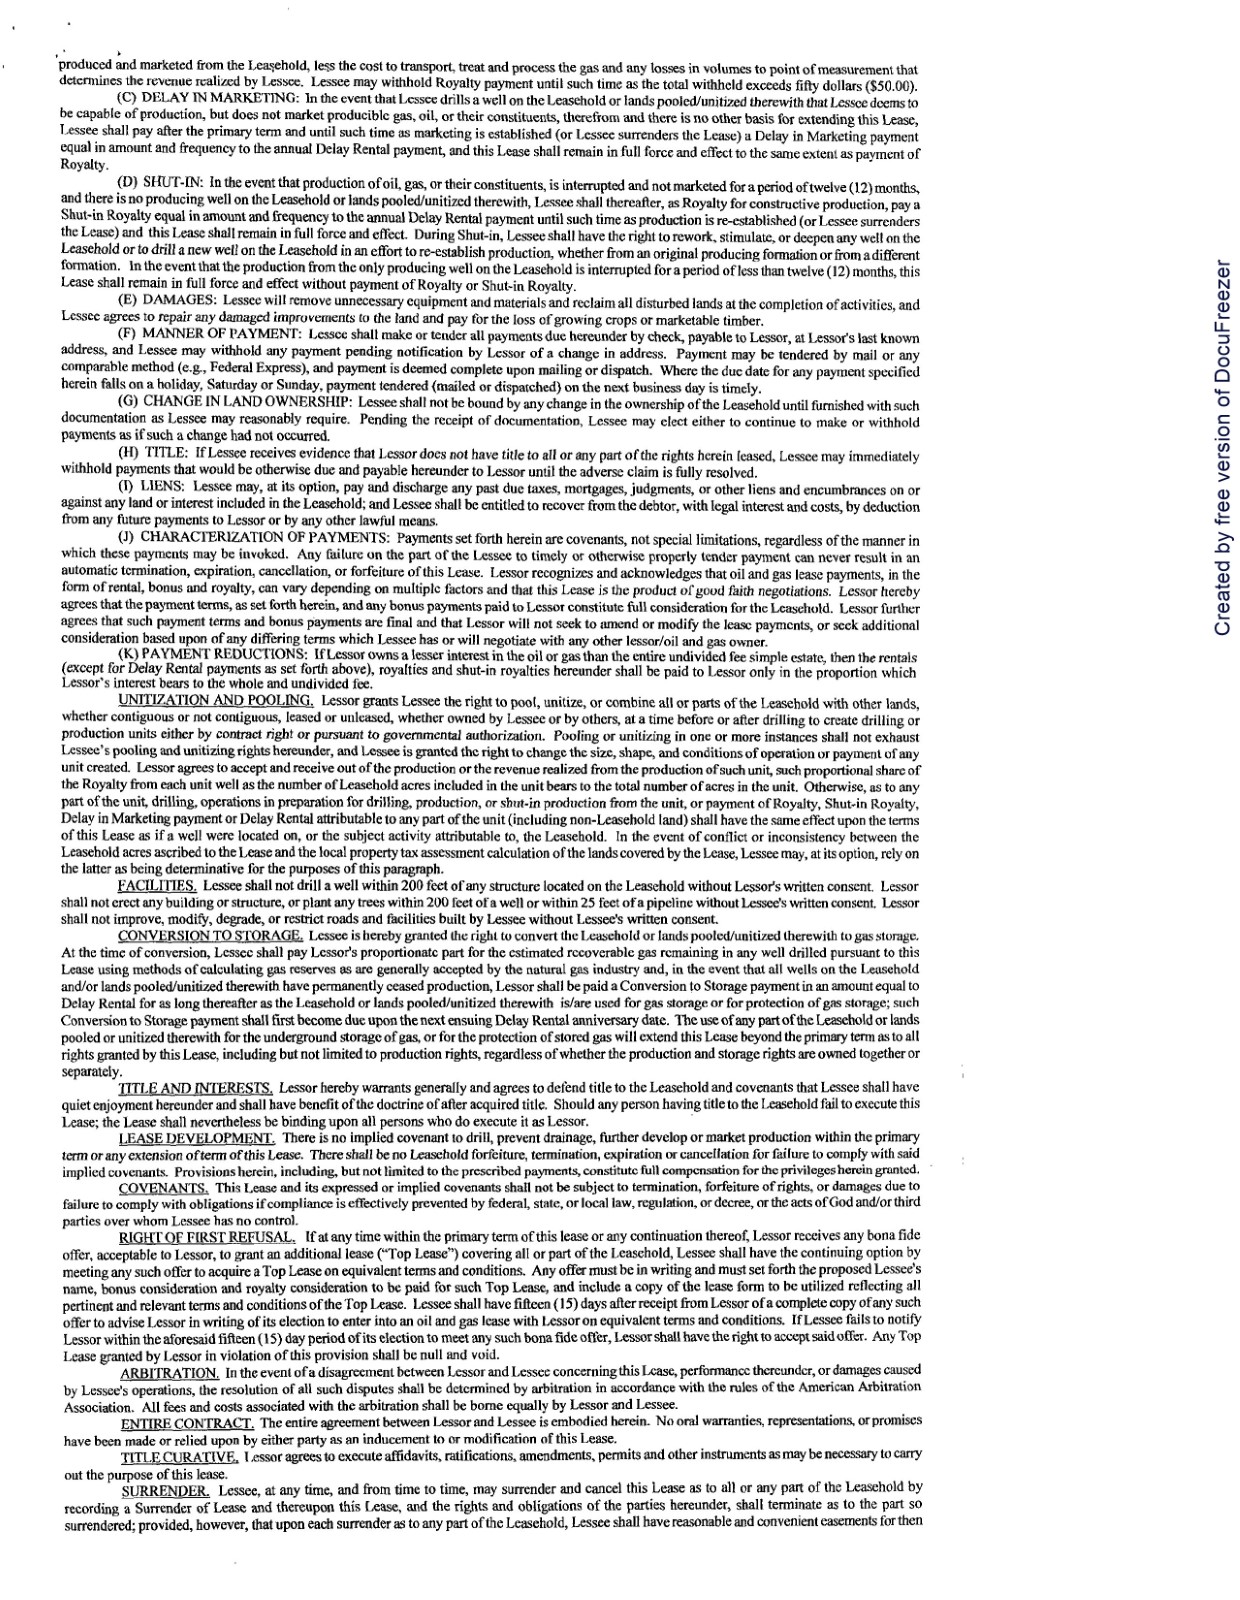 produced and marketed from the Leasehold, less the cost to transport, treat and process the gas and any losses in volumes to point of measurement that
determines the revenue realized by Lessee. Lessee may withhold Royalty payment until such time as the total withheld exceeds fifty dollars ($50.00).
(C) DELAY IN MARKETING: In the event that Lessee drills a well on the Leasehold or lands pooled/unitized therewith that Lessee deems to
be capable of production, but does not market producible gas, oil, or their constituents, therefrom and there is no other basis for extending this Lease,
Lessee shall pay after the primary term and until such time as marketing is established (or Lessee surrenders the Lease) a Delay in Marketing payment
equal in amount and frequency to the annual Delay Rental payment, and this Lease shall remain in full force and effect to the same extent as payment of
Royalty.
(D) SHUT-IN: In the event that production of oil, gas, or their constituents, is interrupted and not marketed for a period of twelve (12) months,
and there is no producing well on the Leasehold or lands pooled/unitized therewith, Lessee shall thereafter, as Royalty for constructive production, pay a
Shut-in Royalty equal in amount and frequency to the annual Delay Rental payment until such time as production is re-established (or Lessee surrenders
the Lease) and this Lease shall remain in full force and effect. During Shut-in, Lessee shall have the right to rework, stimulate, or deepen any well on the
Leasehold or to drill a new well on the Leasehold in an effort to re-establish production, whether from an original producing formation or from a different
formation. In the event that the production from the only producing well on the Leasehold is interrupted for a period of less than twelve (12) months, this
Lease shall remain in full force and effect without payment of Royalty or Shut-in Royalty.
(E) DAMAGES: Lessee will remove unnecessary equipment and materials and reclaim all disturbed lands at the completion of activities, and
Lessee agrees to repair any damaged improvements to the land and pay for the loss of growing crops or marketable timber.
(F) MANNER OF PAYMENT: Lessee shall make or tender all payments due hereunder by check, payable to Lessor, at Lessor's last known
address, and Lessee may withhold any payment pending notification by Lessor of a change in address. Payment may be tendered by mail or any
comparable method (e.g., Federal Express), and payment is deemed complete upon mailing or dispatch. Where the due date for any payment specified
herein falls on a holiday, Saturday or Sunday, payment tendered (mailed or dispatched) on the next business day is timely.
(G) CHANGE IN LAND OWNERSHIP: Lessee shall not be bound by any change in the ownership of the Leasehold until furnished with such
documentation as Lessee may reasonably require. Pending the receipt of documentation, Lessee may elect either to continue to make or withhold
payments as if such a change had not occurred.
(H) TITLE: If Lessee receives evidence that Lessor does not have title to all or any part of the rights herein leased, Lessee may immediately
withhold payments that would be otherwise due and payable hereunder to Lessor until the adverse claim is fully resolved.
(I) LIENS: Lessee may, at its option, pay and discharge any past due taxes, mortgages, judgments, or other liens and encumbrances on or
against any land or interest included in the Leasehold; and Lessee shall be entitled to recover from the debtor, with legal interest and costs, by deduction
from any future payments to Lessor or by any other lawful means.
(J) CHARACTERIZATION OF PAYMENTS: Payments set forth herein are covenants, not special limitations, regardless of the manner in
which these payments may be invoked. Any failure on the part of the Lessee to timely or otherwise properly tender payment can never result in an
automatic termination, expiration, cancellation, or forfeiture of this Lease. Lessor recognizes and acknowledges that oil and gas lease payments, in the
form of rental, bonus and royalty, can vary depending on multiple factors and that this Lease is the product of good faith negotiations. Lessor hereby
agrees that the payment terms, as set forth herein, and any bonus payments paid to Lessor constitute full consideration for the Leasehold. Lessor further
agrees that such payment terms and bonus payments are final and that Lessor will not seek to amend or modify the lease payments, or seek additional
consideration based upon of any differing terms which Lessee has or will negotiate with any other lessor/oil and gas owner.
(K) PAYMENT REDUCTIONS: If Lessor owns a lesser interest in the oil or gas than the entire undivided fee simple estate, then the rentals
(except for Delay Rental payments as set forth above), royalties and shut-in royalties hereunder shall be paid to Lessor only in the proportion which
Lessor's interest bears to the whole and undivided fee.
UNITIZATION AND POOLING. Lessor grants Lessee the right to pool, unitize, or combine all or parts of the Leasehold with other lands,
whether contiguous or not contiguous, leased or unleased, whether owned by Lessee or by others, at a time before or after drilling to create drilling or
production units either by contract right or pursuant to governmental authorization. Pooling or unitizing in one or more instances shall not exhaust
Lessee's pooling and unitizing rights hereunder, and Lessee is granted the right to change the size, shape, and conditions of operation or payment of any
unit created. Lessor agrees to accept and receive out of the production or the revenue realized from the production of such unit, such proportional share of
the Royalty from each unit well as the number of Leasehold acres included in the unit bears to the total number of acres in the unit. Otherwise, as to any
part of the unit, drilling, operations in preparation for drilling, production, or shut-in production from the unit, or payment of Royalty, Shut-in Royalty,
Delay in Marketing payment or Delay Rental attributable to any part of the unit (including non-Leasehold land) shall have the same effect upon the terms
of this Lease as if a well were located on, or the subject activity attributable to, the Leasehold. In the event of conflict or inconsistency between the
Leasehold acres ascribed to the Lease and the local property tax assessment calculation of the lands covered by the Lease, Lessee may, at its option, rely on
the latter as being determinative for the purposes of this paragraph.
FACILITIES. Lessee shall not drill a well within 200 feet of any structure located on the Leasehold without Lessor's written consent. Lessor
shall not erect any building or structure, or plant any trees within 200 feet of a well or within 25 feet of a pipeline without Lessee's written consent. Lessor
shall not improve, modify, degrade, or restrict roads and facilities built by Lessee without Lessee's written consent.
CONVERSION TO STORAGE. Lessee is hereby granted the right to convert the Leasehold or lands pooled/unitized therewith to gas storage.
At the time of conversion, Lessee shall pay Lessor's proportionate part for the estimated recoverable gas remaining in any well drilled pursuant to this
Lease using methods of calculating gas reserves as are generally accepted by the natural gas industry and, in the event that all wells on the Leasehold
and/or lands pooled/unitized therewith have permanently ceased production, Lessor shall be paid a Conversion to Storage payment in an amount equal to
Delay Rental for as long thereafter as the Leasehold or lands pooled/unitized therewith is/are used for gas storage or for protection of gas storage; such
Conversion to Storage payment shall first become due upon the next ensuing Delay Rental anniversary date. The use of any part of the Leasehold or lands
pooled or unitized therewith for the underground storage of gas, or for the protection of stored gas will extend this Lease beyond the primary term as to all
rights granted by this Lease, including but not limited to production rights, regardless of whether the production and storage rights are owned together or
separately.
TITLE AND INTERESTS. Lessor hereby warrants generally and agrees to defend title to the Leasehold and covenants that Lessee shall have
quiet enjoyment hereunder and shall have benefit of the doctrine of after acquired title. Should any person having title to the Leasehold fail to execute this
Lease; the Lease shall nevertheless be binding upon all persons who do execute it as Lessor.
LEASE DEVELOPMENT. There is no implied covenant to drill, prevent drainage, further develop or market production within the primary
term or any extension of term of this Lease. There shall be no Leasehold forfeiture, termination, expiration or cancellation for failure to comply with said
implied covenants. Provisions herein, including, but not limited to the prescribed payments, constitute full compensation for the privileges herein granted.
COVENANTS. This Lease and its expressed or implied covenants shall not be subject to termination, forfeiture of rights, or damages due to
failure to comply with obligations if compliance is effectively prevented by federal, state, or local law, regulation, or decree, or the acts of God and/or third
parties over whom Lessee has no control.
RIGHT OF FIRST REFUSAL. If at any time within the primary term of this lease or any continuation thereof, Lessor receives any bona fide
offer, acceptable to Lessor, to grant an additional lease ("Top Lease") covering all or part of the Leasehold, Lessee shall have the continuing option by
meeting any such offer to acquire a Top Lease on equivalent terms and conditions. Any offer must be in writing and must set forth the proposed Lessee's
name, bonus consideration and royalty consideration to be paid for such Top Lease, and include a copy of the lease form to be utilized reflecting all
pertinent and relevant terms and conditions of the Top Lease. Lessee shall have fifteen (15) days after receipt from Lessor of a complete copy of any such
offer to advise Lessor in writing of its election to enter into an oil and gas lease with Lessor on equivalent terms and conditions. If Lessee fails to notify
Lessor within the aforesaid fifteen (15) day period of its election to meet any such bona fide offer, Lessor shall have the right to accept said offer. Any Top
Lease granted by Lessor in violation of this provision shall be null and void.
ARBITRATION. In the event of a disagreement between Lessor and Lessee concerning this Lease, performance thereunder, or damages caused
by Lessee's operations, the resolution of all such disputes shall be determined by arbitration in accordance with the rules of the American Arbitration
Association. All fees and costs associated with the arbitration shall be borne equally by Lessor and Lessee.
ENTIRE CONTRACT. The entire agreement between Lessor and Lessee is embodied herein. No oral warranties, representations, or promises
have been made or relied upon by either party as an inducement to or modification of this Lease.
TITLE CURATIVE. Lessor agrees to execute affidavits, ratifications, amendments, permits and other instruments as may be necessary to carry
out the purpose of this lease.
SURRENDER. Lessee, at any time, and from time to time, may surrender and cancel this Lease as to all or any part of the Leasehold by
recording a Surrender of Lease and thereupon this Lease, and the rights and obligations of the parties hereunder, shall terminate as to the part so
surrendered; provided, however, that upon each surrender as to any part of the Leasehold, Lessee shall have reasonable and convenient easements for then
Created by free version of DocuFreezer